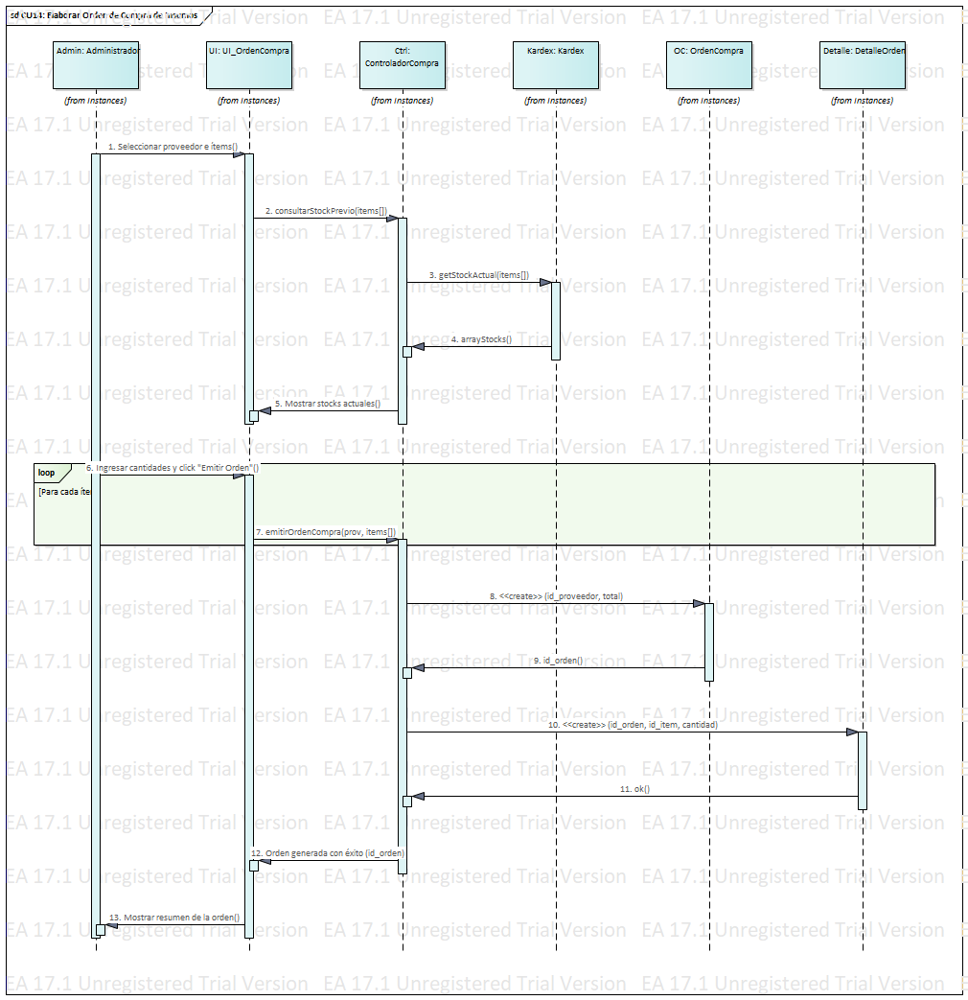 sd CU14: Elaborar Orden de Compra de Insumos
Admin: Administrador
UI: UI_OrdenCompra
Ctrl:
ControladorCompra
Kardex: Kardex
OC: OrdenCompra
Detalle: DetalleOrden
(from Instances)
(from Instances)
(from Instances)
(from Instances)
(from Instances)
(from Instances)
1. Seleccionar proveedor e ítems()
2. consultarStockPrevio(items[])
3. getStockActual(items[])
4. arrayStocks()
5. Mostrar stocks actuales()
loop
6. Ingresar cantidades y click "Emitir Orden"()
[Para cada íte
7. emitirOrdenCompra(prov, items[])
8. <<create>> (id_proveedor, total)
9. id_orden()
10. <<create>> (id_orden, id_item, cantidad)
11. ok()
12. Orden generada con éxito (id_orden)
13. Mostrar resumen de la orden()
EA 17.1 Unregistered Trial Version